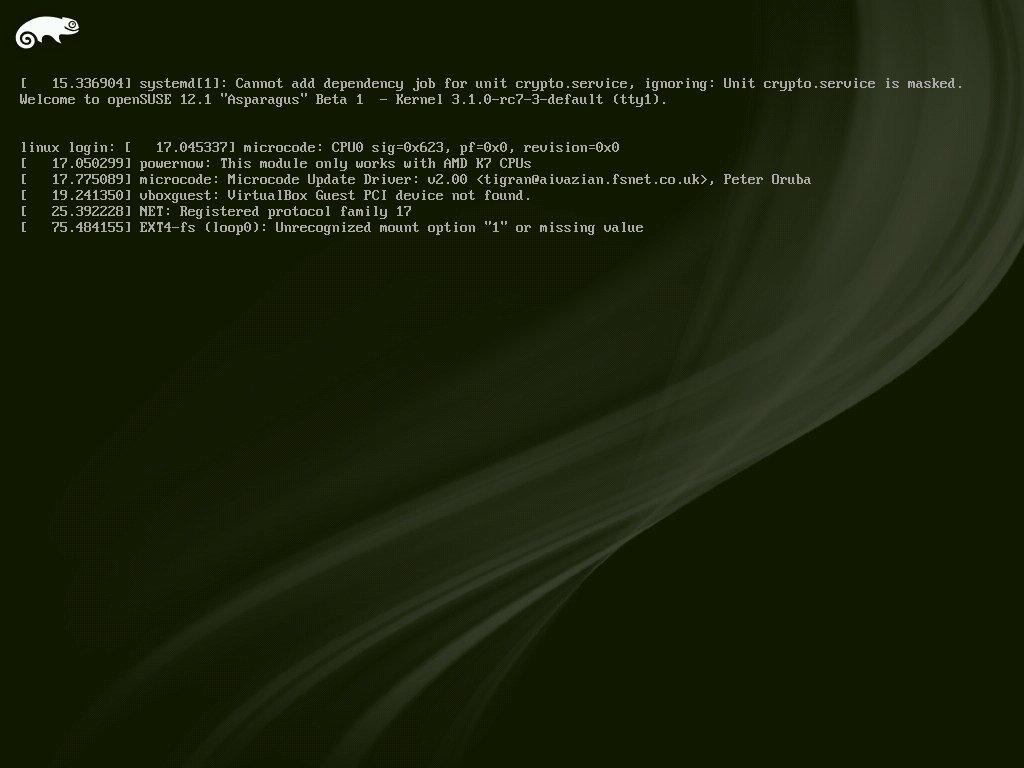 [   15.336904] systemd[1]: Cannot add dependency job for unit crypto.service, ignoring: Unit crypto.service is masked.
Welcome to openSUSE 12.1 "Asparagus" Beta 1  - Kernel 3.1.0-rc7-3-default (tty1).
linux login: [   17.045337] microcode: CPU0 sig=0x623, pf=0x0, revision=0x0
[   17.050299] powernow: This module only works with AMD K7 CPUs
[   17.775089] microcode: Microcode Update Driver: v2.00 <tigran@aivazian.fsnet.co.uk>, Peter Oruba
[   19.241350] vboxguest: VirtualBox Guest PCI device not found.
[   25.392228] NET: Registered protocol family 17
[   75.484155] EXT4-fs (loop0): Unrecognized mount option "1" or missing value